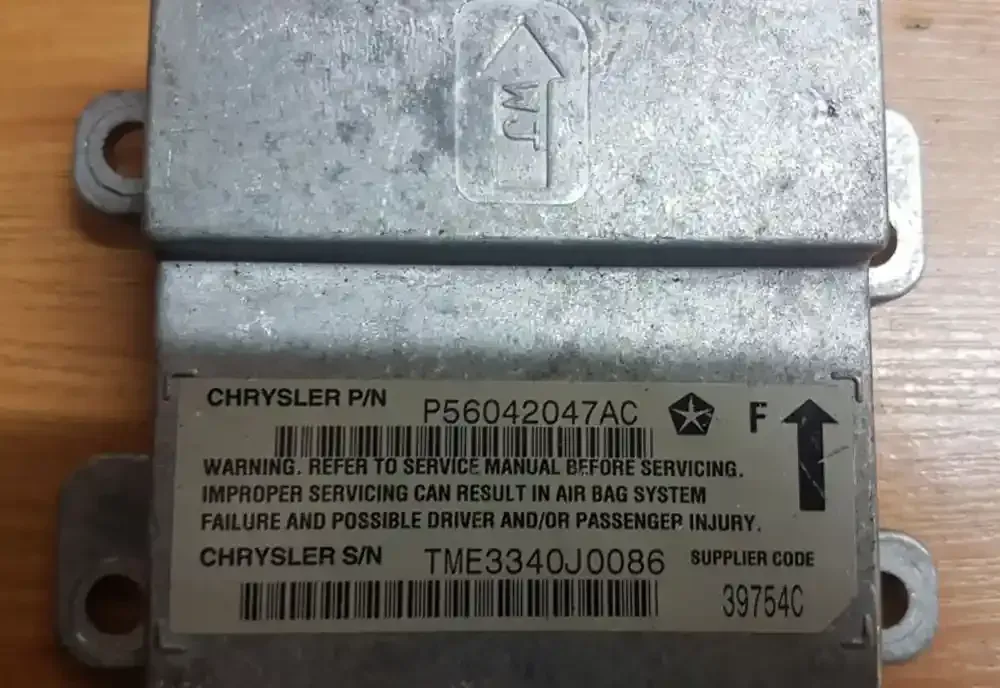 WJ
CHRYSLER P/N P56042047AC F
WARNING. REFER TO SERVICE MANUAL BEFORE SERVICING.
IMPROPER SERVICING CAN RESULT IN AIR BAG SYSTEM
FAILURE AND POSSIBLE DRIVER AND/OR PASSENGER INJURY.
CHRYSLER S/N TME3340J0086 SUPPLIER CODE
39754C